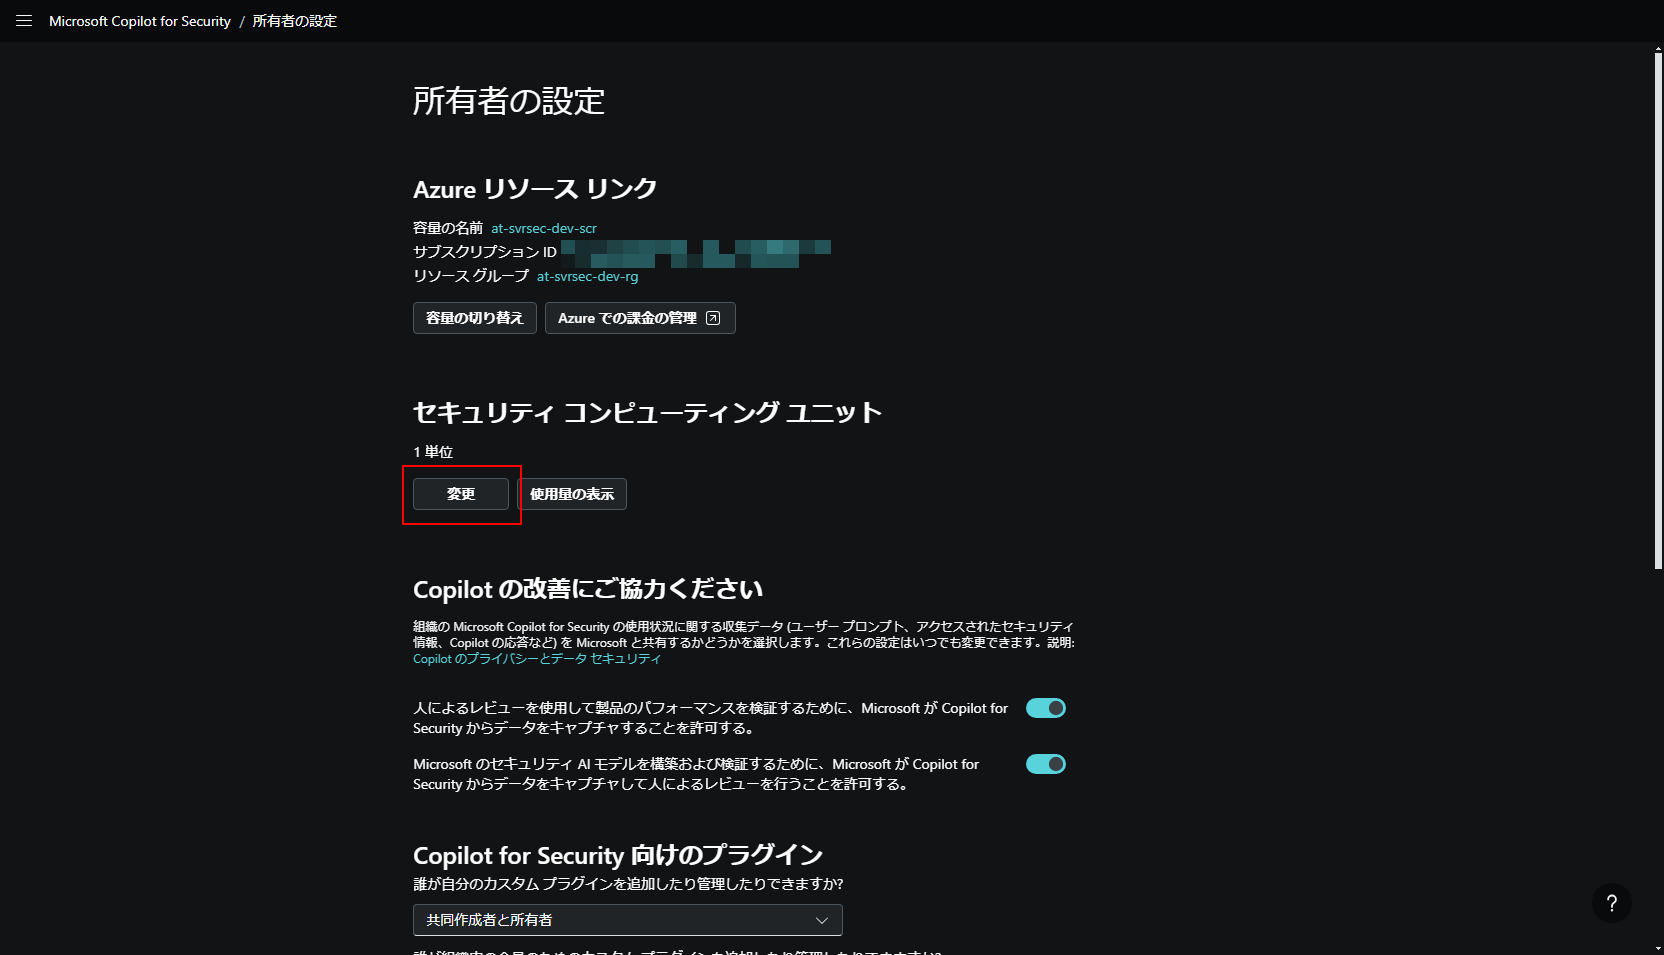 Microsoft Copilot for Security / 所有者の設定
所有者の設定
Azure リソース リンク
容量の名前 at-svrsec-dev-scr
サブスクリプション ID
リソース グループ at-svrsec-dev-rg
容量の切り替え Azure での課金の管理
セキュリティ コンピューティング ユニット
1 単位
変更 使用量の表示
Copilot の改善にご協力ください
組織の Microsoft Copilot for Security の使用状況に関する収集データ (ユーザー プロンプト、アクセスされたセキュリティ
情報、Copilot の応答など) を Microsoft と共有するかどうかを選択します。これらの設定はいつでも変更できます。説明:
Copilot のプライバシーとデータ セキュリティ
人によるレビューを使用して製品のパフォーマンスを検証するために、Microsoft が Copilot for
Security からデータをキャプチャすることを許可する。
Microsoft のセキュリティ AI モデルを構築および検証するために、Microsoft が Copilot for
Security からデータをキャプチャして人によるレビューを行うことを許可する。
Copilot for Security 向けのプラグイン
誰が自分のカスタム プラグインを追加したり管理したりできますか?
共同作成者と所有者
?